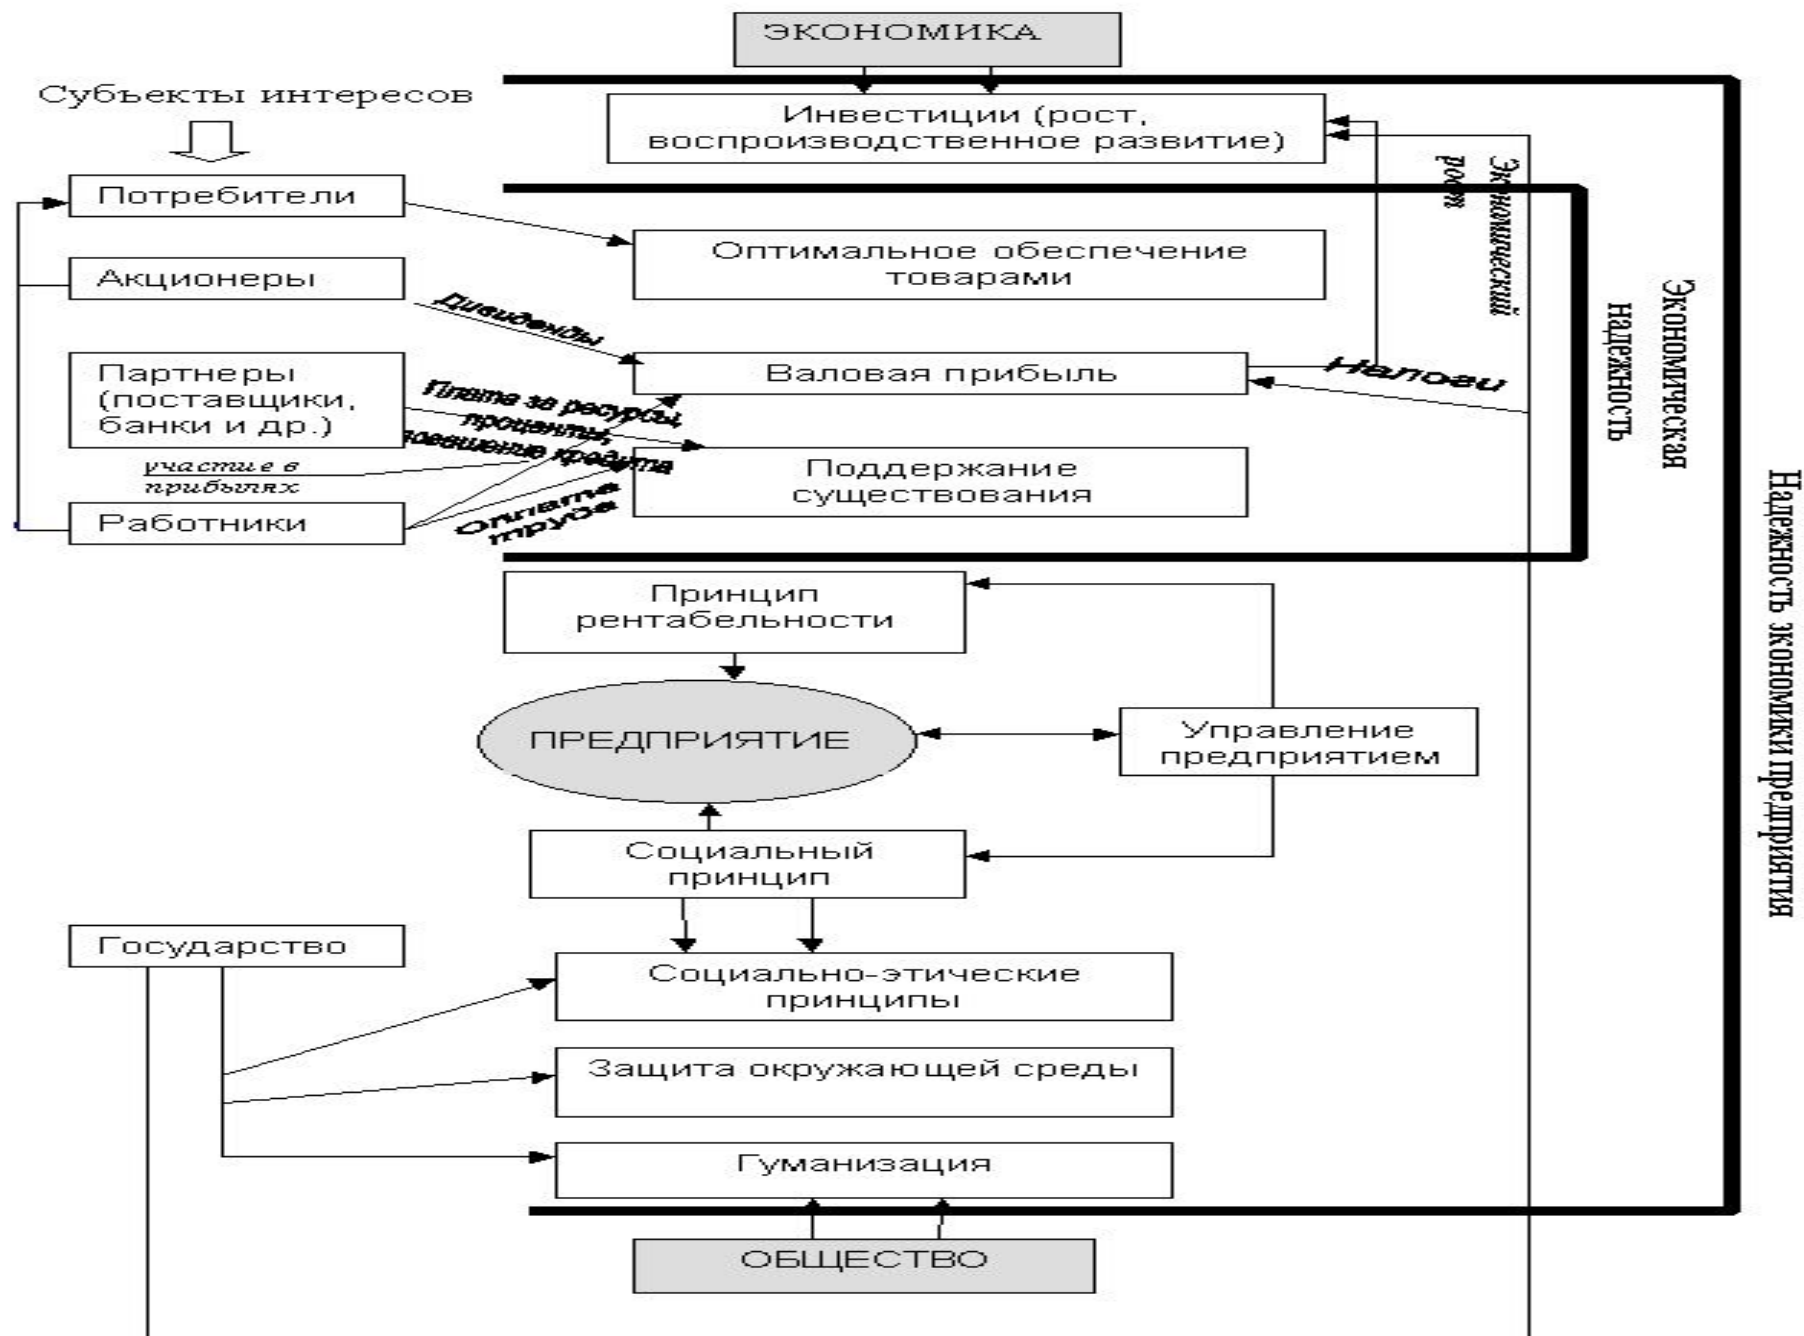 ЭКОНОМИКА
Субъекты интересов
Инвестиции (рост,
воспроизводственное развитие)
Экономический
рост
Потребители
Оптимальное обеспечение
товарами
Акционеры
Дивиденды
Партнеры
(поставщики,
банки и др.)
Валовая прибыль
Налоги
Плата за ресурсы,
проценты,
кредита
участие в
прибылях
Поддержание
существования
Работники
Оплата
труда
Экономическая
надежность
Надежность экономики предприятия
Принцип
рентабельности
ПРЕДПРИЯТИЕ
Управление
предприятием
Социальный
принцип
Государство
Социально-этические
принципы
Защита окружающей среды
Гуманизация
ОБЩЕСТВО